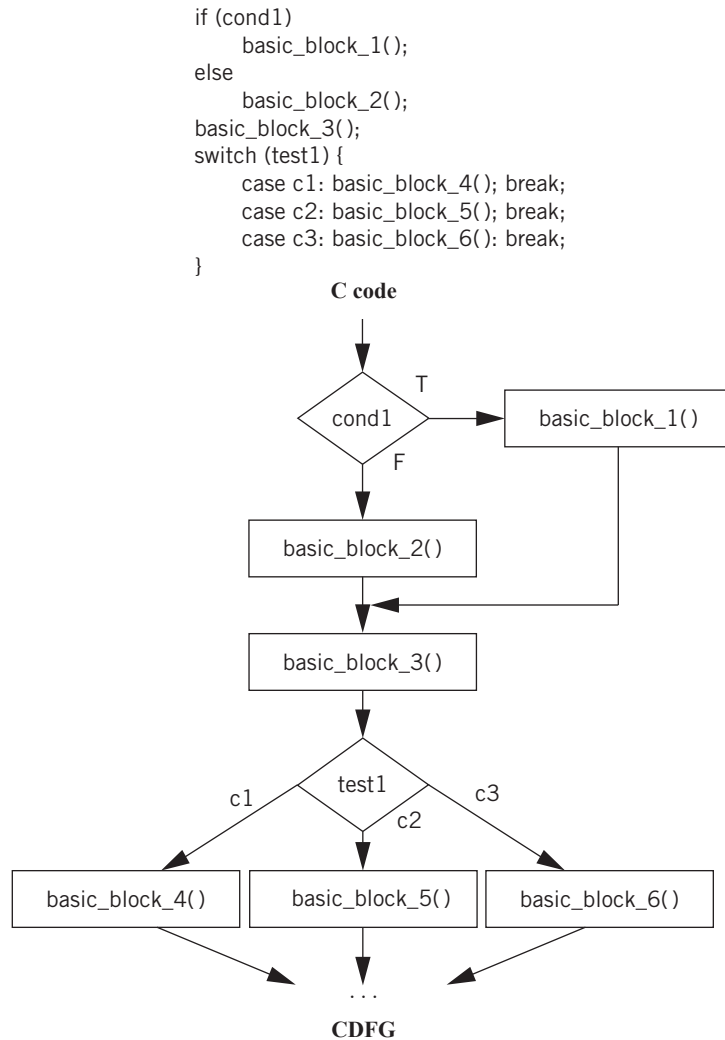 if (cond1)
basic_block_1();
else
basic_block_2();
basic_block_3();
switch (test1) {
case c1: basic_block_4(); break;
case c2: basic_block_5(); break;
case c3: basic_block_6(): break;
}
C code
T
cond1
basic_block_1()
F
basic_block_2()
basic_block_3()
test1
c1
c2
c3
basic_block_4()
basic_block_5()
basic_block_6()
. . .
CDFG